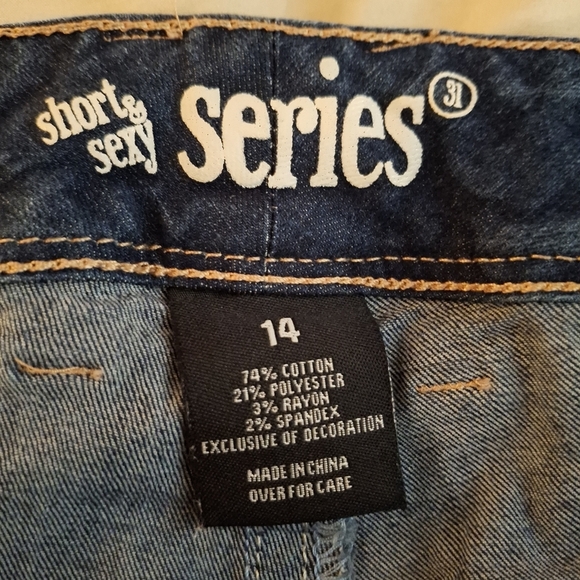 short &
sexy
series
31
14
74% COTTON
21% POLYESTER
3% RAYON
2% SPANDEX
EXCLUSIVE OF DECORATION
MADE IN CHINA
OVER FOR CARE